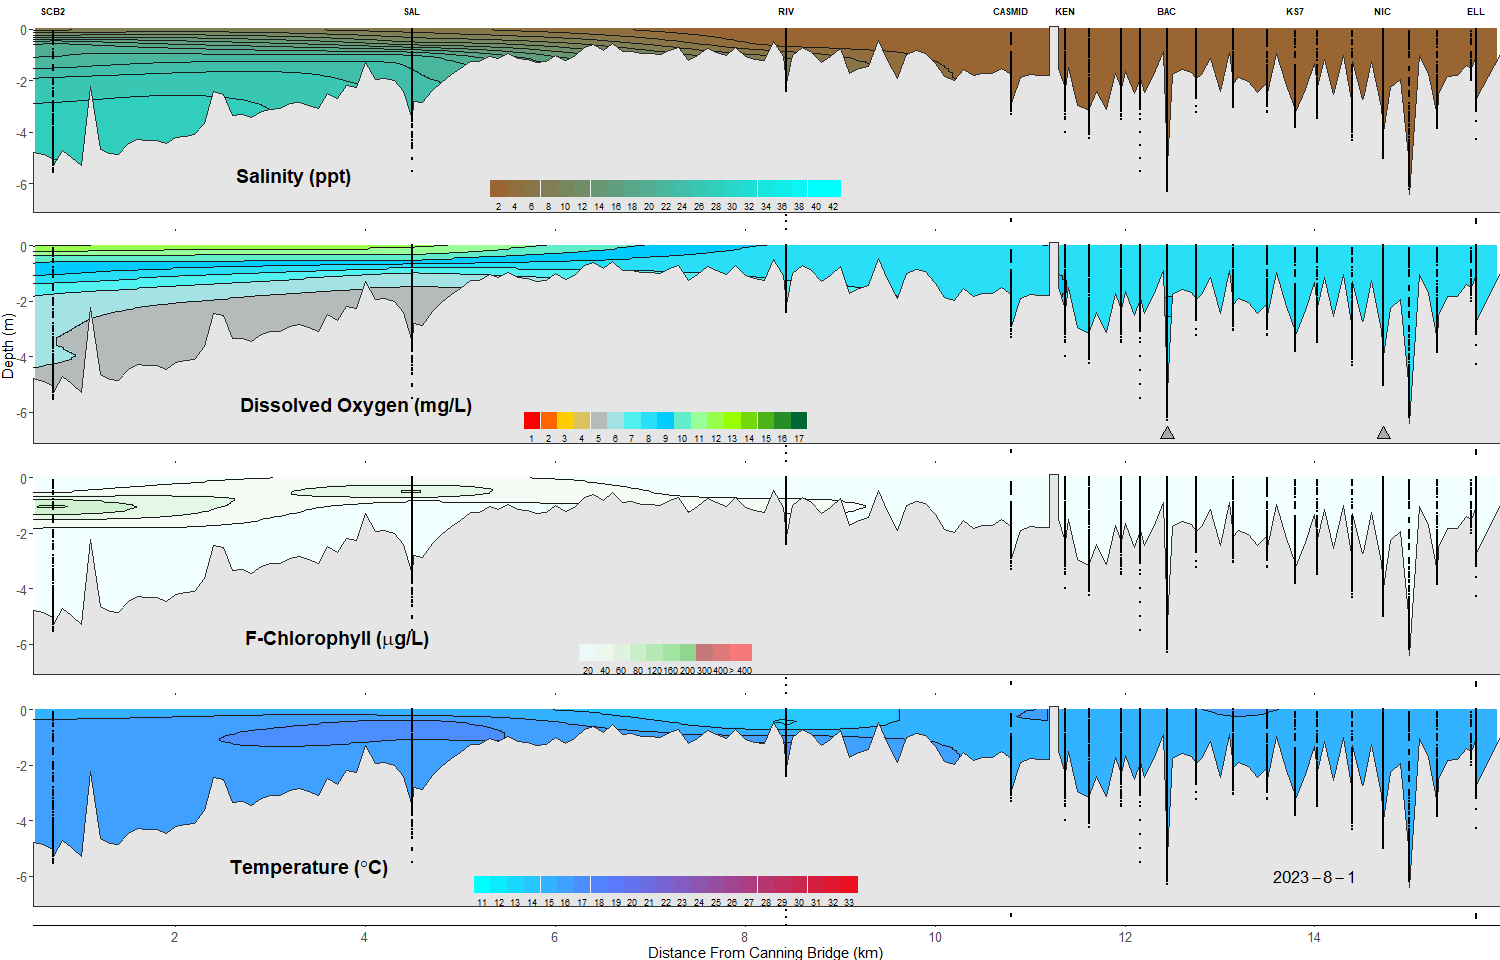 SCB2 SAL RIV CASMID KEN BAC KS7 NIC ELL
0
-2
-4
-6
Salinity (ppt)
2 4 6 8 10 12 14 16 18 20 22 24 26 28 30 32 34 36 38 40 42
0
-2
-4
-6
Depth (m)
Dissolved Oxygen (mg/L)
1 2 3 4 5 6 7 8 9 10 11 12 13 14 15 16 17
0
-2
-4
-6
F-Chlorophyll (µg/L)
20 40 60 80 120 160 200 300 400 > 400
0
-2
-4
-6
Temperature (°C)
2023-8-1
11 12 13 14 15 16 17 18 19 20 21 22 23 24 25 26 27 28 29 30 31 32 33
2 4 6 8 10 12 14
Distance From Canning Bridge (km)